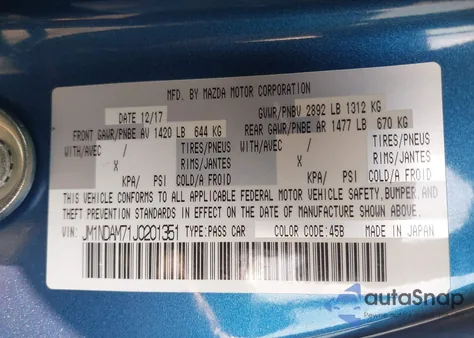 MFD. BY MAZDA MOTOR CORPORATION
DATE 12/17 GVWR/PNBV 2892 LB 1312 KG
FRONT GAWR/PNBE AV 1420 LB 644 KG REAR GAWR/PNBE AR 1477 LB 670 KG
WITH/AVEC / TIRES/PNEUS WITH/AVEC / TIRES/PNEUS
X RIMS/JANTES X RIMS/JANTES
KPA/ PSI COLD/A FROID KPA/ PSI COLD/A FROID
THIS VEHICLE CONFORMS TO ALL APPLICABLE FEDERAL MOTOR VEHICLE SAFETY, BUMPER, AND
THEFT PREVENTION STANDARDS IN EFFECT ON THE DATE OF MANUFACTURE SHOWN ABOVE.
VIN: JM1NDAM71J0201351 TYPE:PASS CAR COLOR CODE:45B MADE IN JAPAN
autoSnap